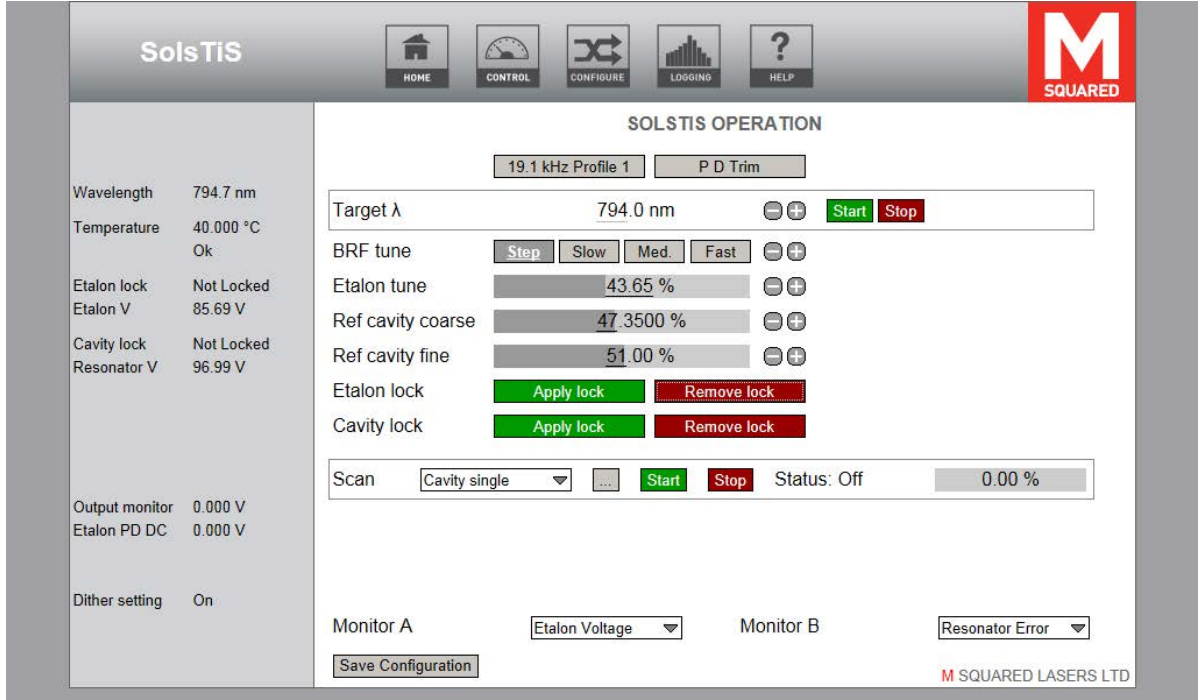 SolsTiS
HOME
CONTROL
CONFIGURE
LOGGING
?
HELP
M
SQUARED
Wavelength 794.7 nm
Temperature 40.000 °C
Ok
Etalon lock Not Locked
Etalon V 85.69 V
Cavity lock Not Locked
Resonator V 96.99 V
Output monitor 0.000 V
Etalon PD DC 0.000 V
Dither setting On
SOLSTIS OPERATION
19.1 kHz Profile 1 P D Trim
Target λ 794.0 nm Start Stop
BRF tune Step Slow Med. Fast
Etalon tune 43.65 %
Ref cavity coarse 47.3500 %
Ref cavity fine 51.00 %
Etalon lock Apply lock Remove lock
Cavity lock Apply lock Remove lock
Scan Cavity single ... Start Stop Status: Off 0.00 %
Monitor A Etalon Voltage Monitor B Resonator Error
Save Configuration
M SQUARED LASERS LTD